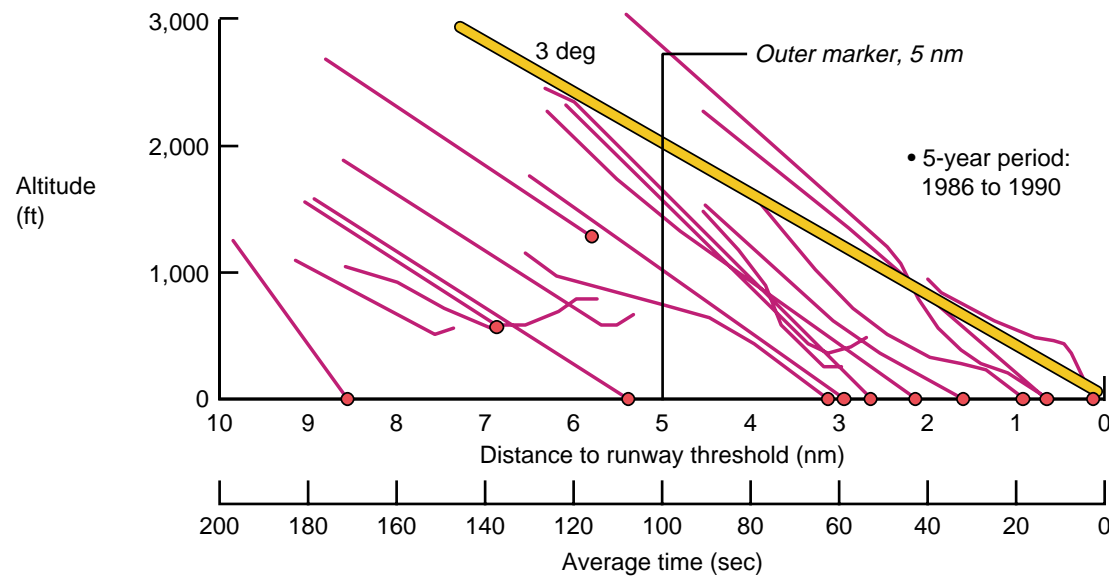 3,000
2,000
1,000
0
Altitude
(ft)
3 deg
Outer marker, 5 nm
• 5-year period:
1986 to 1990
10 9 8 7 6 5 4 3 2 1 0
Distance to runway threshold (nm)
200 180 160 140 120 100 80 60 40 20 0
Average time (sec)